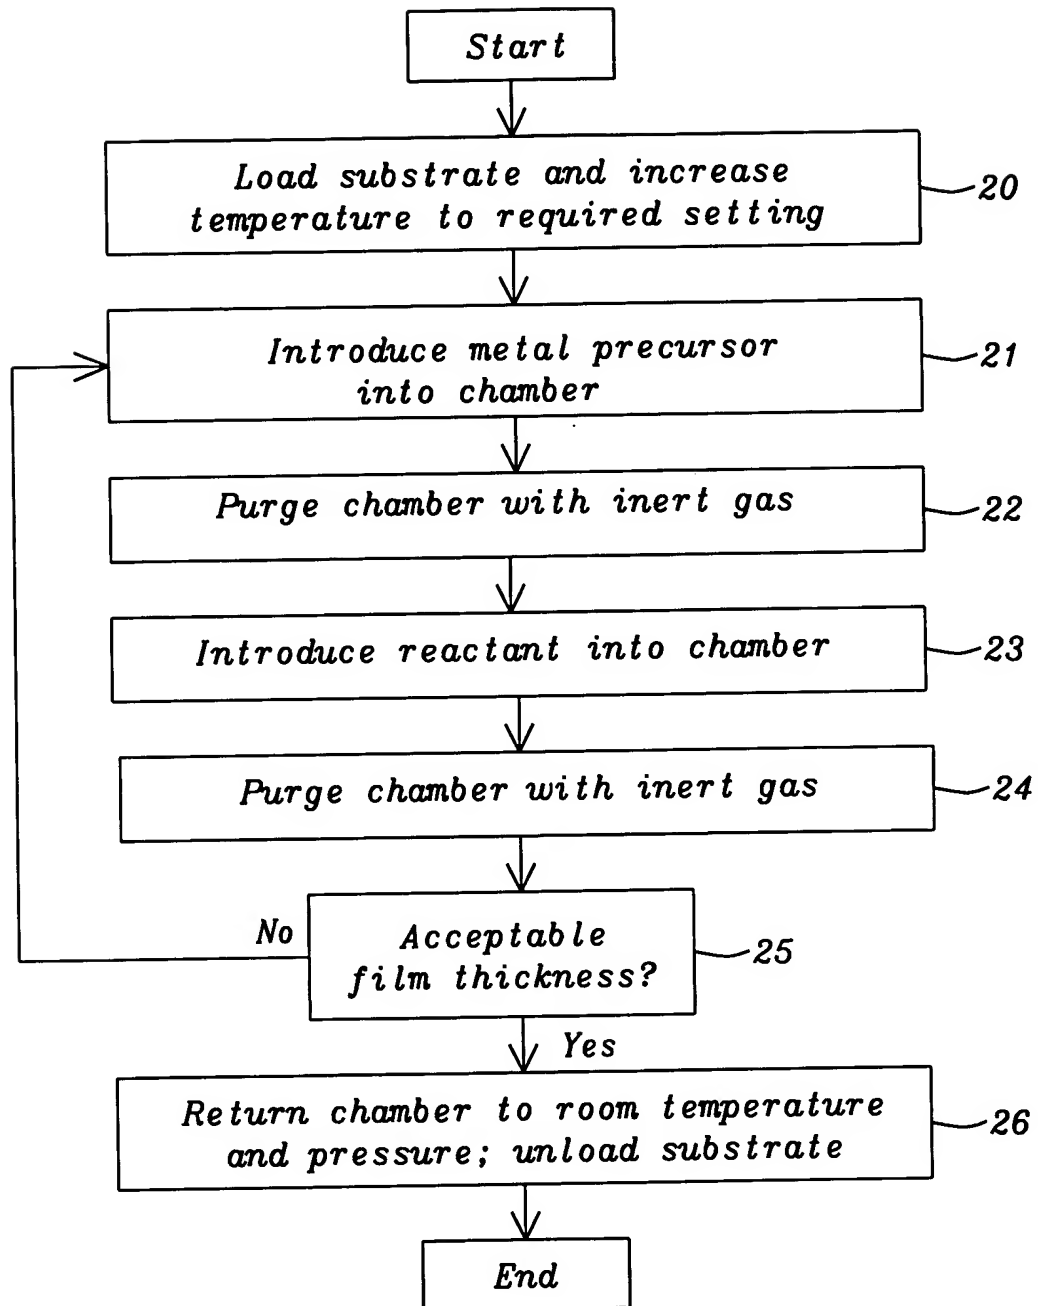 Start
Load substrate and increase
temperature to required setting
20
Introduce metal precursor
into chamber
21
Purge chamber with inert gas
22
Introduce reactant into chamber
23
Purge chamber with inert gas
24
No
Acceptable
film thickness?
25
Yes
Return chamber to room temperature
and pressure; unload substrate
26
End